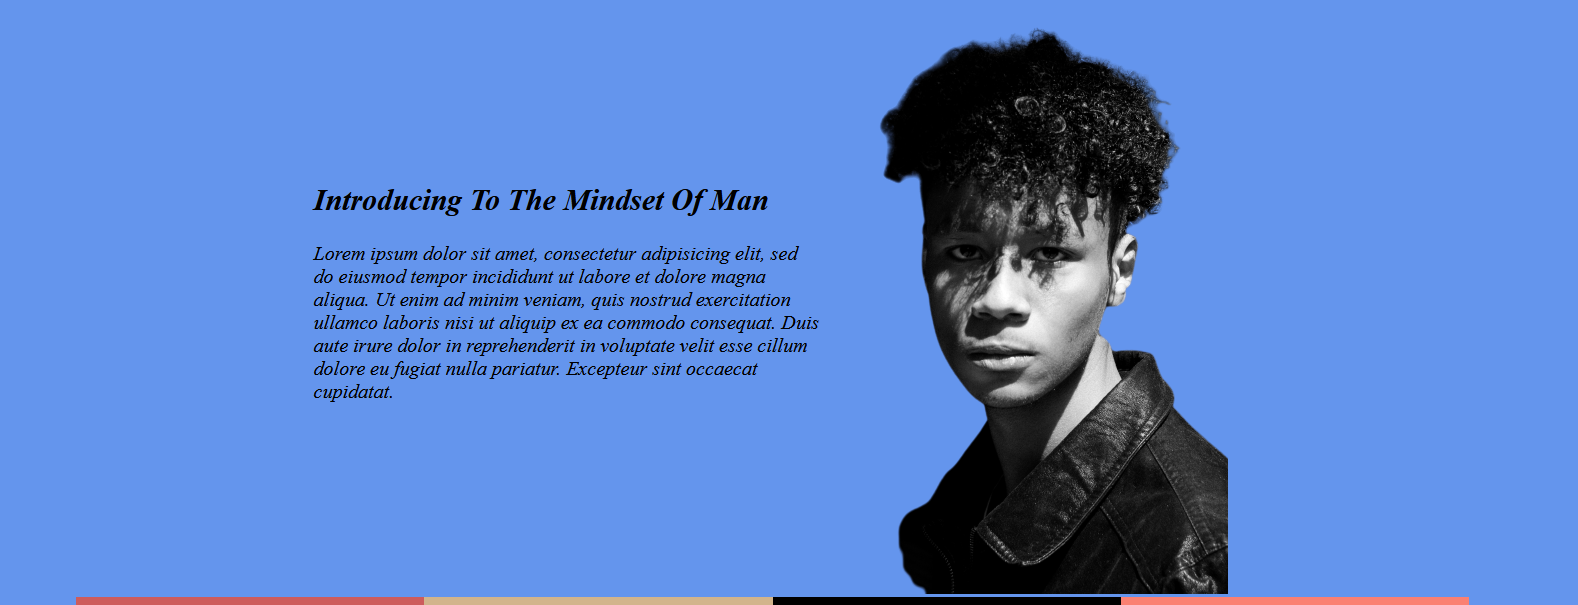 Introducing To The Mindset Of Man
Lorem ipsum dolor sit amet, consectetur adipisicing elit, sed
do eiusmod tempor incididunt ut labore et dolore magna
aliqua. Ut enim ad minim veniam, quis nostrud exercitation
ullamco laboris nisi ut aliquip ex ea commodo consequat. Duis
aute irure dolor in reprehenderit in voluptate velit esse cillum
dolore eu fugiat nulla pariatur. Excepteur sint occaecat
cupidatat.